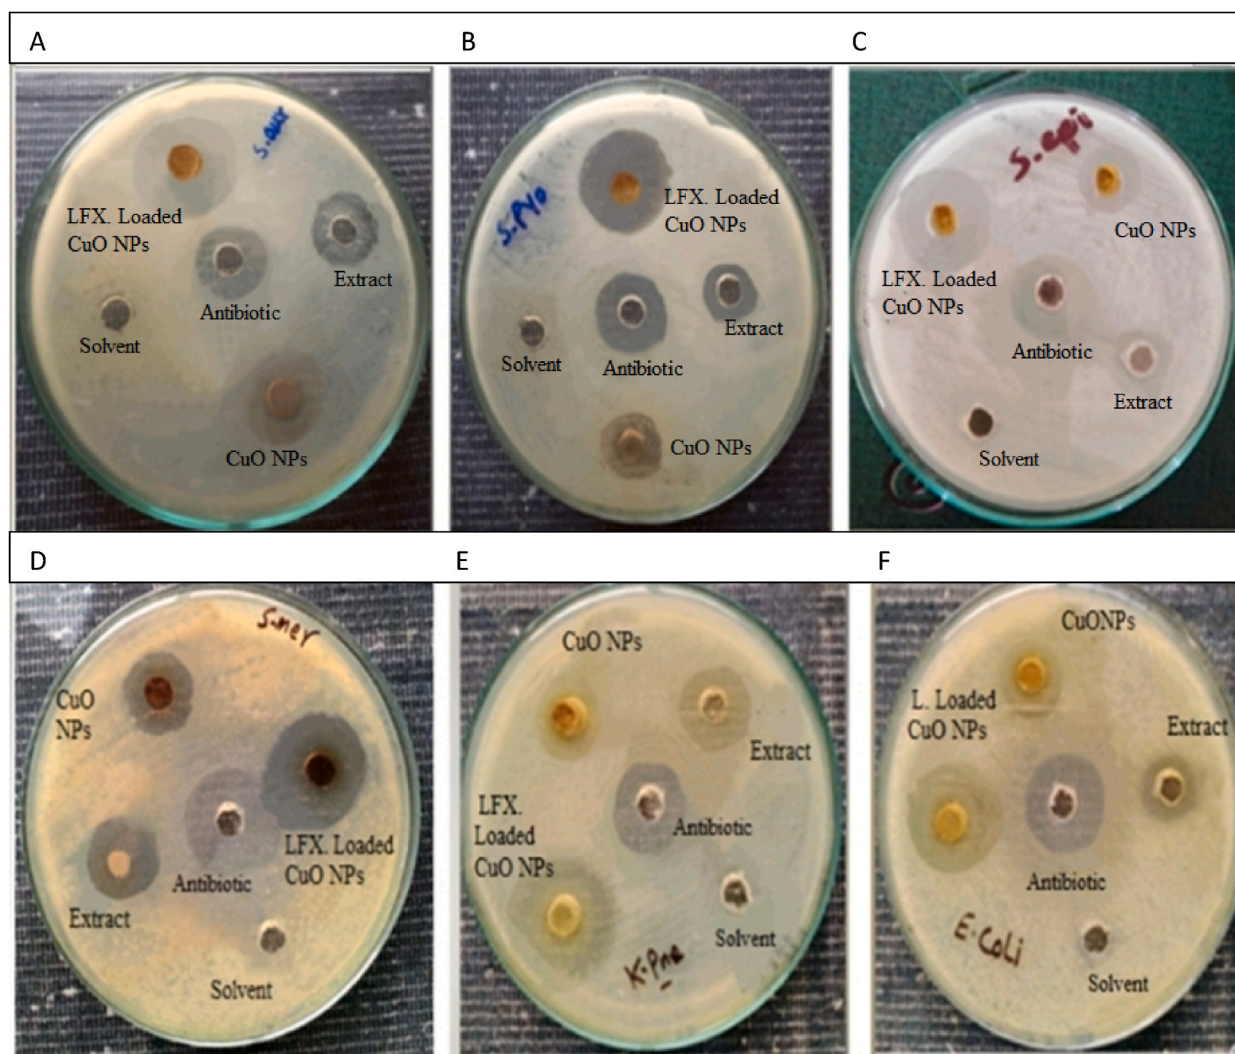 A
B
C
S.aur
LFX. Loaded
CuO NPs
Extract
Antibiotic
Solvent
CuO NPs
S.Pyo
LFX. Loaded
CuO NPs
Extract
Solvent
Antibiotic
CuO NPs
S.epi
CuO NPs
LFX. Loaded
CuO NPs
Antibiotic
Extract
Solvent
D
E
F
S.mer
CuO
NPs
LFX. Loaded
CuO NPs
Antibiotic
Extract
Solvent
CuO NPs
Extract
LFX.
Loaded
CuO NPs
Antibiotic
Solvent
K.Pne
CuONPs
L. Loaded
CuO NPs
Extract
Antibiotic
E.Coli
Solvent